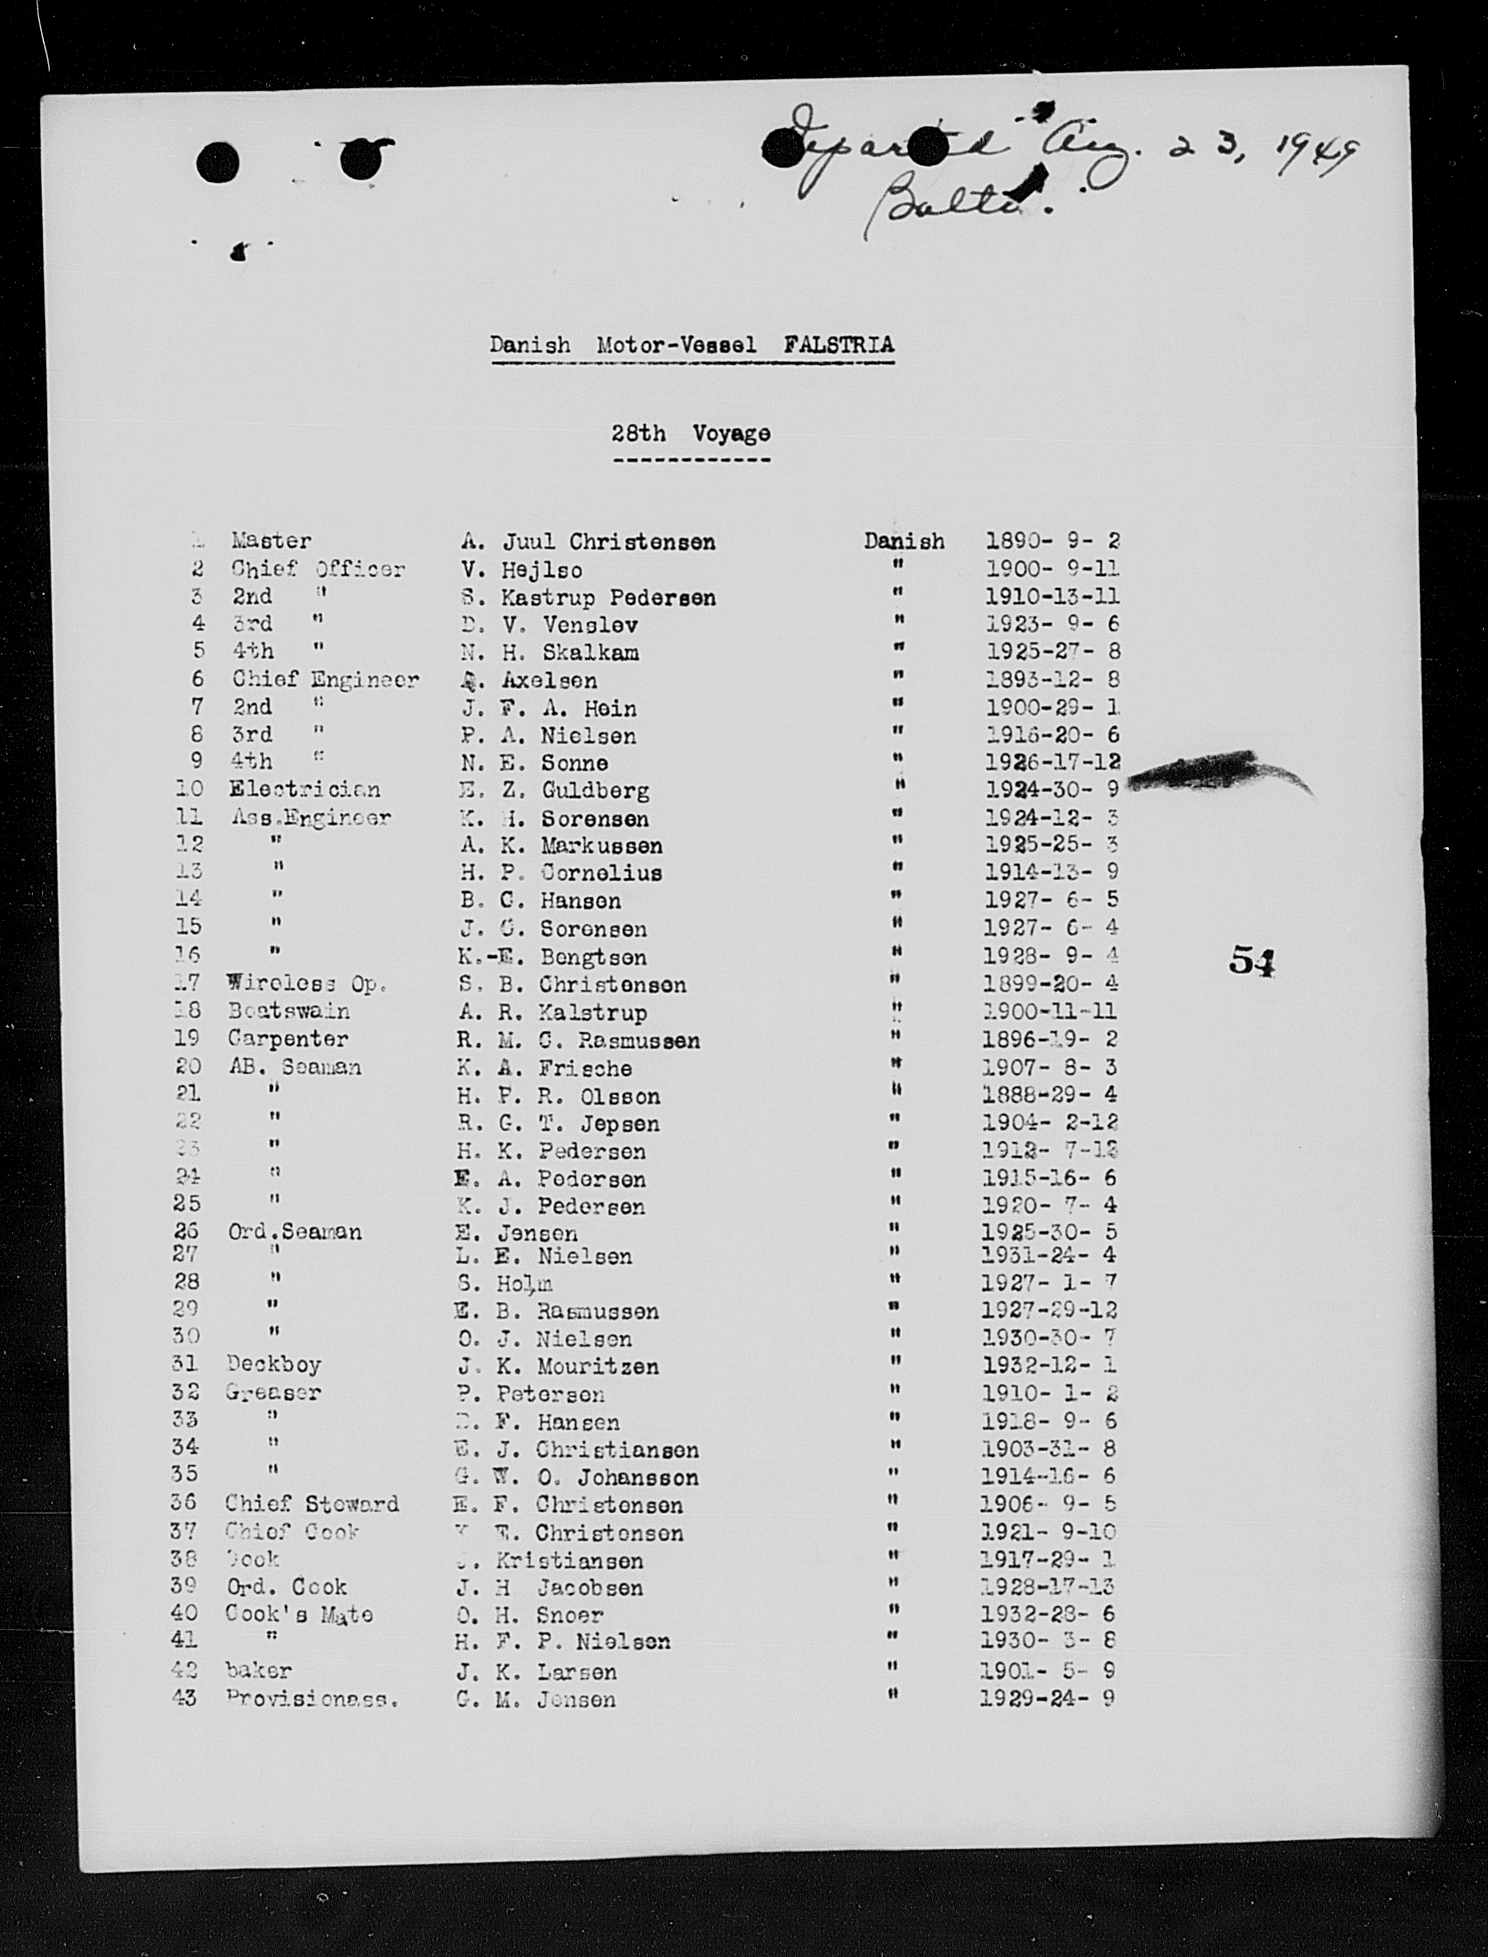 Departed Aug. 23, 1949
Balto.
Danish Motor-Vessel FALSTRIA
28th Voyage
1 Master A. Juul Christensen Danish 1890- 9- 2
2 Chief Officer V. Hejlso " 1900- 9-11
3 2nd " S. Kastrup Pedersen " 1910-13-11
4 3rd " D. V. Venslev " 1923- 9- 6
5 4th " N. H. Skalkam " 1925-27- 8
6 Chief Engineer A. Axelsen " 1893-12- 8
7 2nd " J. F. A. Hein " 1900-29- 1
8 3rd " P. A. Nielsen " 1916-20- 6
9 4th " N. E. Sonne " 1926-17-12
10 Electrician E. Z. Guldberg " 1924-30- 9
11 Ass.Engineer K. H. Sorensen " 1924-12- 3
12 " A. K. Markussen " 1925-25- 3
13 " H. P. Cornelius " 1914-13- 9
14 " B. C. Hansen " 1927- 6- 5
15 " J. C. Sorensen " 1927- 6- 4
16 " K.-E. Bengtsen " 1928- 9- 4
54
17 Wireless Op. S. B. Christensen " 1899-20- 4
18 Boatswain A. R. Kalstrup " 1900-11-11
19 Carpenter R. M. C. Rasmussen " 1896-19- 2
20 AB. Seaman K. A. Frische " 1907- 8- 3
21 " H. F. R. Olsson " 1888-29- 4
22 " R. G. T. Jepsen " 1904- 2-12
23 " H. K. Pedersen " 1912- 7-12
24 " E. A. Pedersen " 1915-16- 6
25 " K. J. Pedersen " 1920- 7- 4
26 Ord.Seaman E. Jensen " 1925-30- 5
27 " L. E. Nielsen " 1931-24- 4
28 " S. Holm " 1927- 1- 7
29 " E. B. Rasmussen " 1927-29-12
30 " O. J. Nielsen " 1930-30- 7
31 Deckboy J. K. Mouritzen " 1932-12- 1
32 Greaser P. Petersen " 1910- 1- 2
33 " F. Hansen " 1918- 9- 6
34 " E. J. Christiansen " 1903-31- 8
35 " G. W. O. Johansson " 1914-16- 6
36 Chief Steward E. F. Christensen " 1906- 9- 5
37 Chief Cook E. Christensen " 1921- 9-10
38 Cook Kristiansen " 1917-29- 1
39 Ord. Cook J. H Jacobsen " 1928-17-13
40 Cook's Mate O. H. Snoer " 1932-28- 6
41 " H. F. P. Nielsen " 1930- 3- 8
42 baker J. K. Larsen " 1901- 5- 9
43 Provisionass. G. M. Jensen " 1929-24- 9